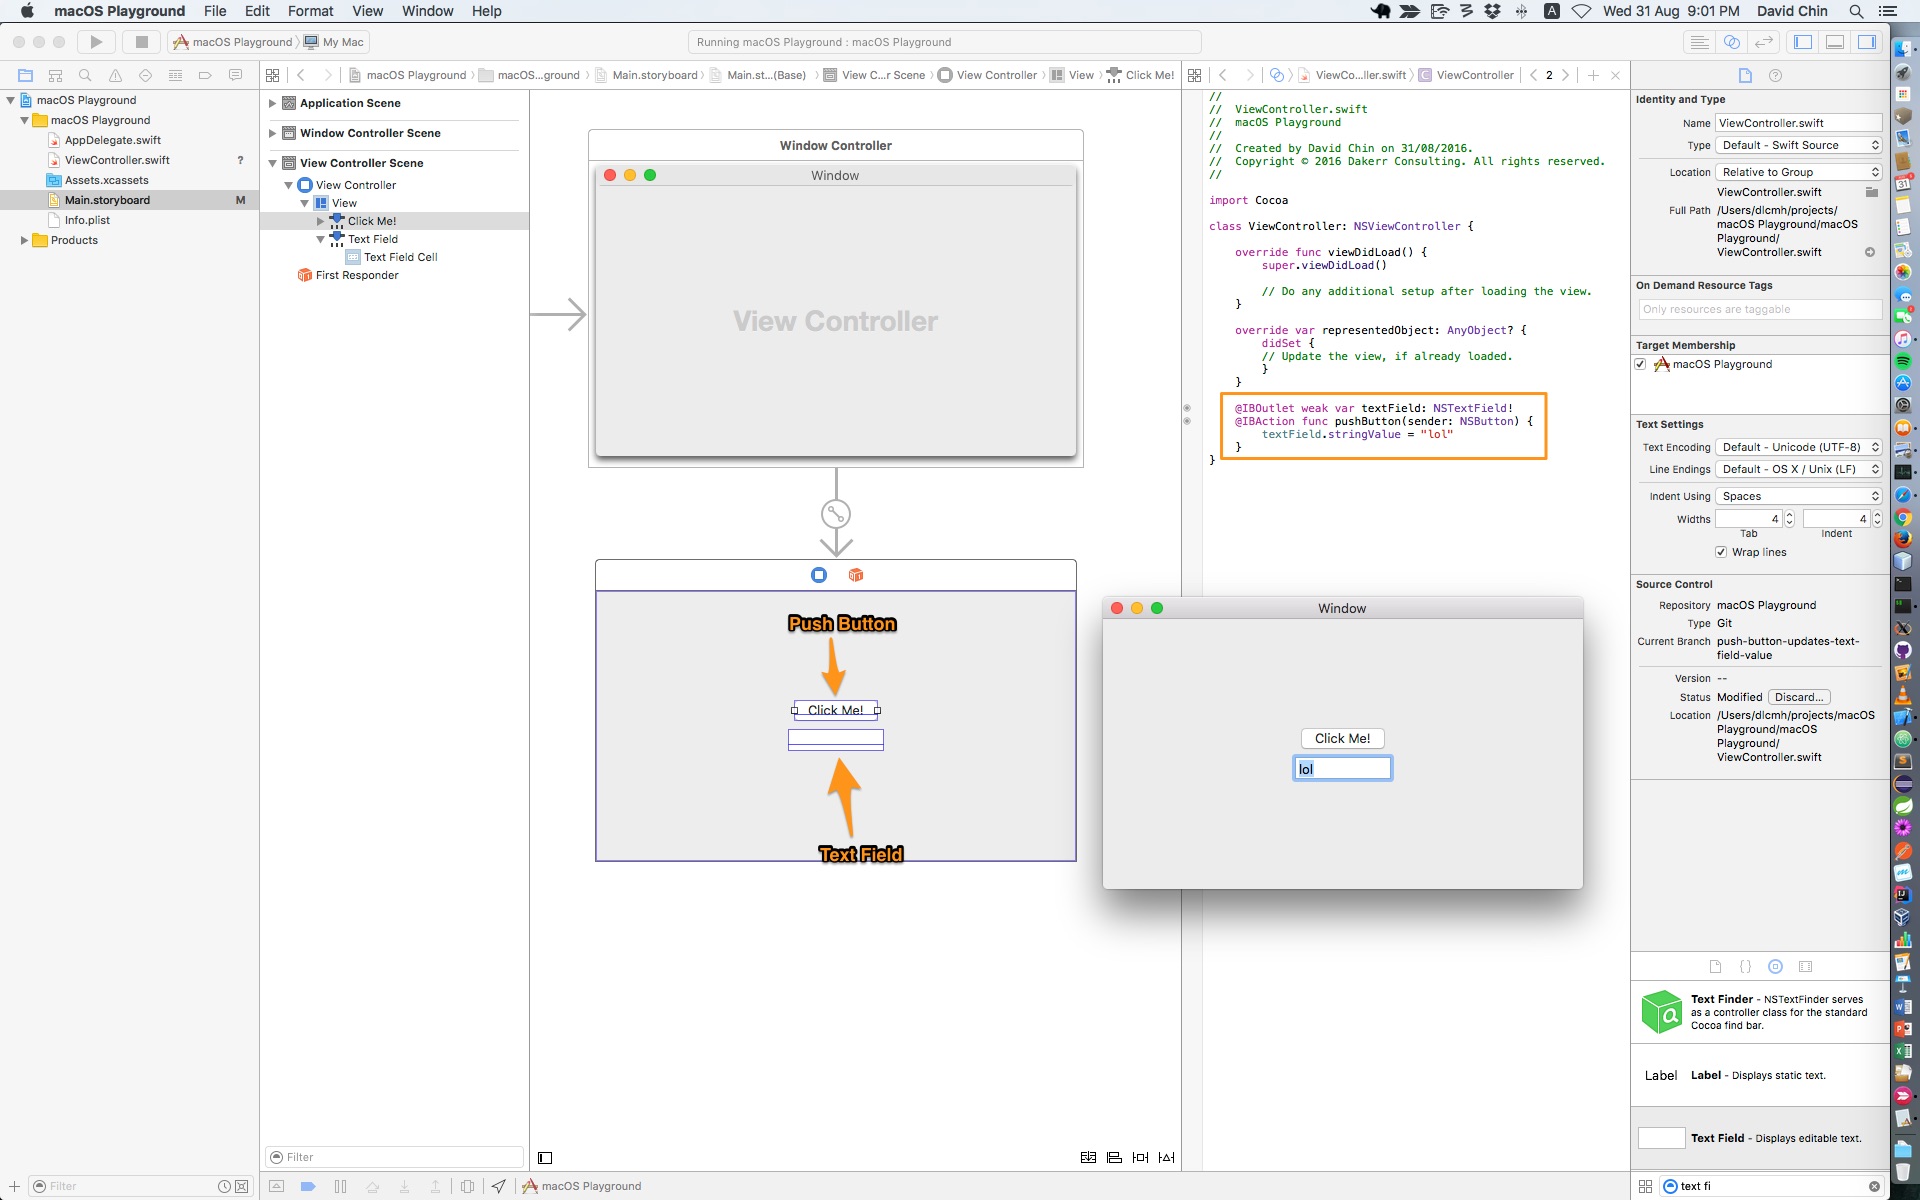 macOS Playground File Edit Format View Window Help
Wed 31 Aug 9:01 PM David Chin
macOS Playground My Mac
Running macOS Playground : macOS Playground
macOS Playground
macOS Playground
AppDelegate.swift
ViewController.swift ?
Assets.xcassets
Main.storyboard M
Info.plist
Products
Filter
macOS Playground macOS...ground Main.storyboard Main.st...(Base) View C...r Scene View Controller View Click Me!
Application Scene
Window Controller Scene
View Controller Scene
View Controller
View
Click Me!
Text Field
Text Field Cell
First Responder
Filter
Window Controller
Window
View Controller
Push Button
Click Me!
Text Field
macOS Playground
ViewCo...ller.swift ViewController 2
//
// ViewController.swift
// macOS Playground
//
// Created by David Chin on 31/08/2016.
// Copyright © 2016 Dakerr Consulting. All rights reserved.
//
import Cocoa
class ViewController: NSViewController {
override func viewDidLoad() {
super.viewDidLoad()
// Do any additional setup after loading the view.
}
override var representedObject: AnyObject? {
didSet {
// Update the view, if already loaded.
}
}
@IBOutlet weak var textField: NSTextField!
@IBAction func pushButton(sender: NSButton) {
textField.stringValue = "lol"
}
}
Window
Click Me!
lol
Identity and Type
Name ViewController.swift
Type Default - Swift Source
Location Relative to Group
ViewController.swift
Full Path /Users/dlcmh/projects/
macOS Playground/macOS
Playground/
ViewController.swift
On Demand Resource Tags
Only resources are taggable
Target Membership
macOS Playground
Text Settings
Text Encoding Default - Unicode (UTF-8)
Line Endings Default - OS X / Unix (LF)
Indent Using Spaces
Widths 4 4
Tab Indent
Wrap lines
Source Control
Repository macOS Playground
Type Git
Current Branch push-button-updates-text-
field-value
Version --
Status Modified Discard...
Location /Users/dlcmh/projects/macOS
Playground/macOS
Playground/
ViewController.swift
Text Finder - NSTextFinder serves
as a controller class for the standard
Cocoa find bar.
Label Label - Displays static text.
Text Field - Displays editable text.
text fi